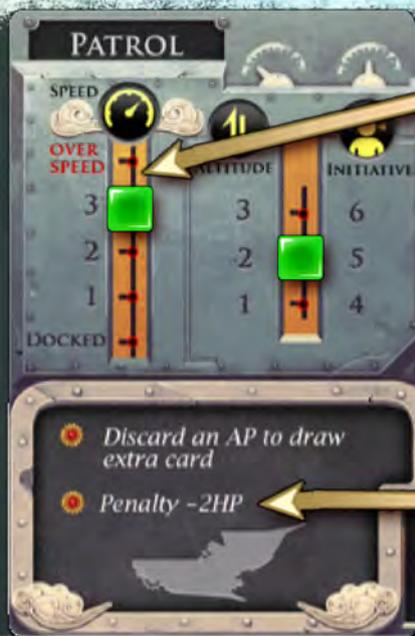 PATROL
SPEED
OVER
SPEED
ALTITUDE
INITIATIVE
3
3
6
2
2
5
1
1
4
DOCKED
Discard an AP to draw
extra card
Penalty -2HP